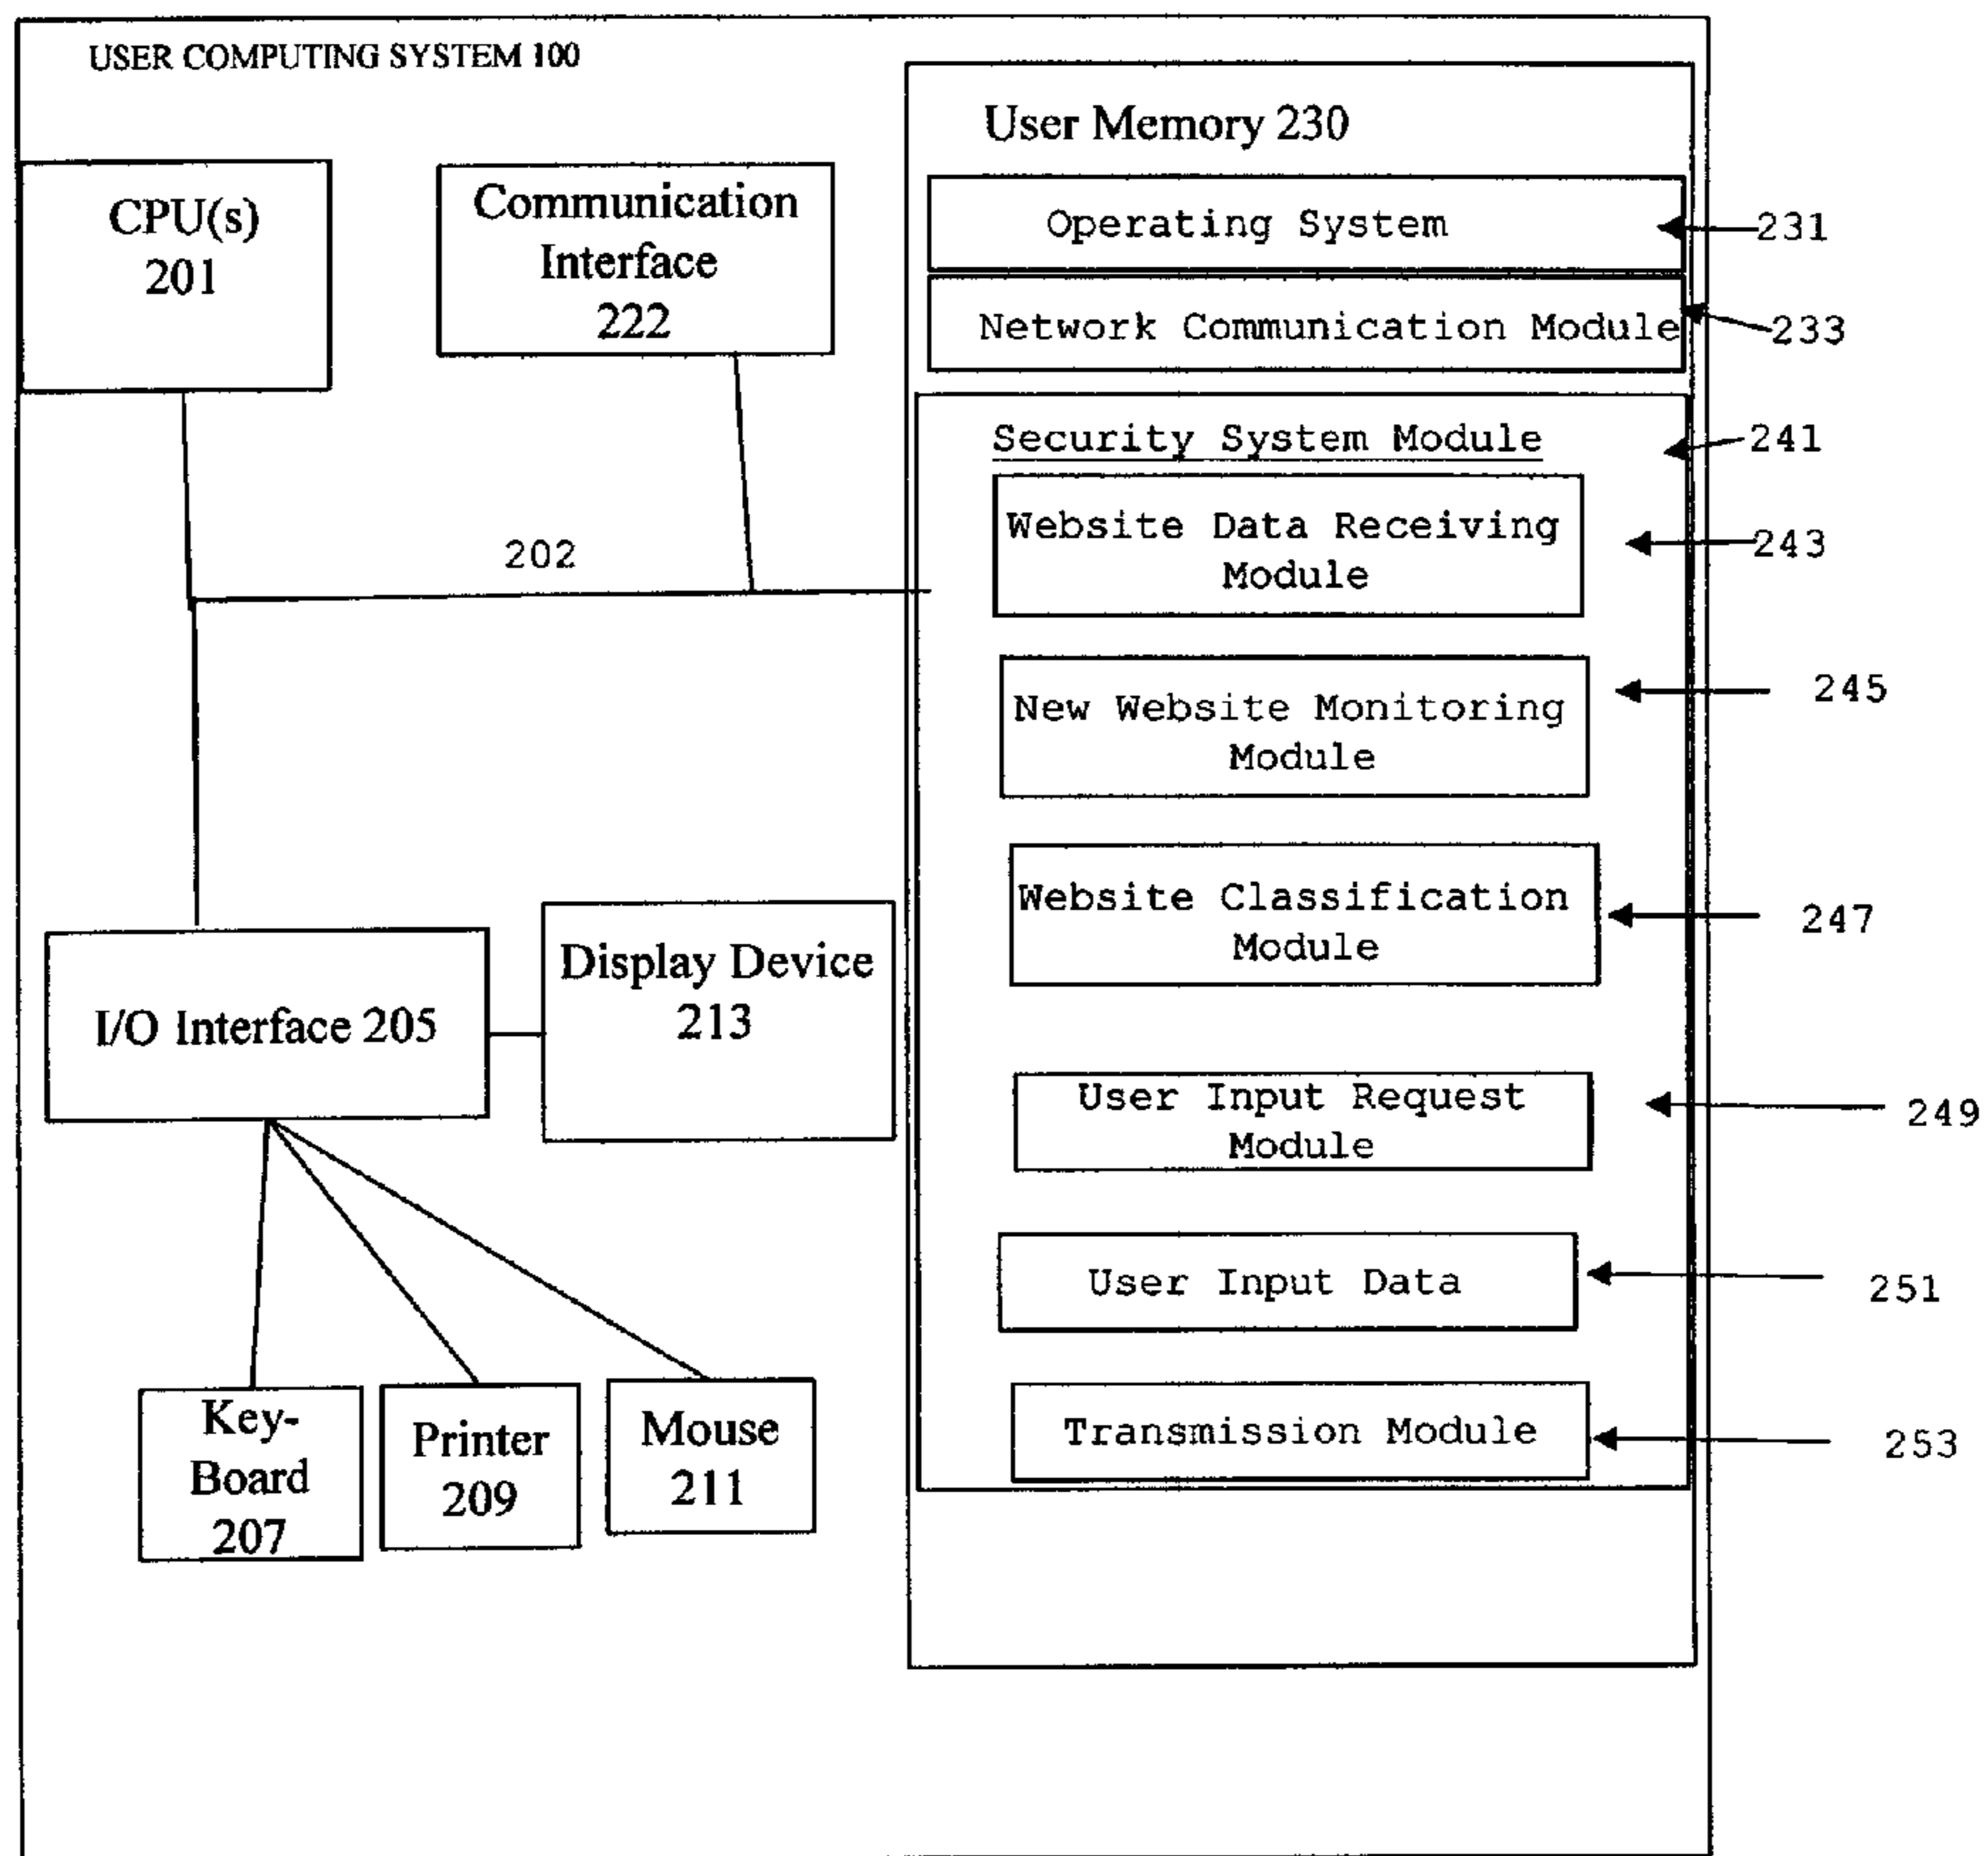 USER COMPUTING SYSTEM 100
CPU(s)
201
Communication
Interface
222
202
I/O Interface 205
Display Device
213
Key-
Board
207
Printer
209
Mouse
211
User Memory 230
Operating System
231
Network Communication Module
233
Security System Module
241
Website Data Receiving
Module
243
New Website Monitoring
Module
245
Website Classification
Module
247
User Input Request
Module
249
User Input Data
251
Transmission Module
253